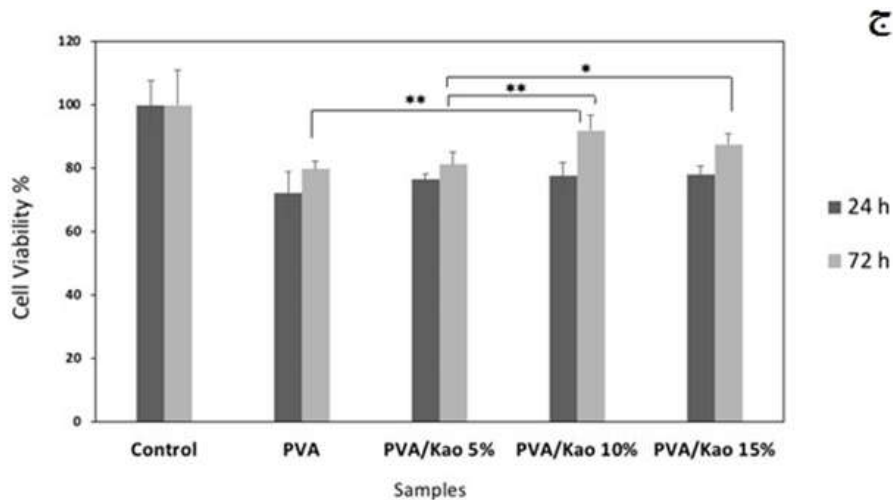 ج
120
100
80
60
40
20
0
Cell Viability %
**
**
*
Control PVA PVA/Kao 5% PVA/Kao 10% PVA/Kao 15%
Samples
24 h
72 h